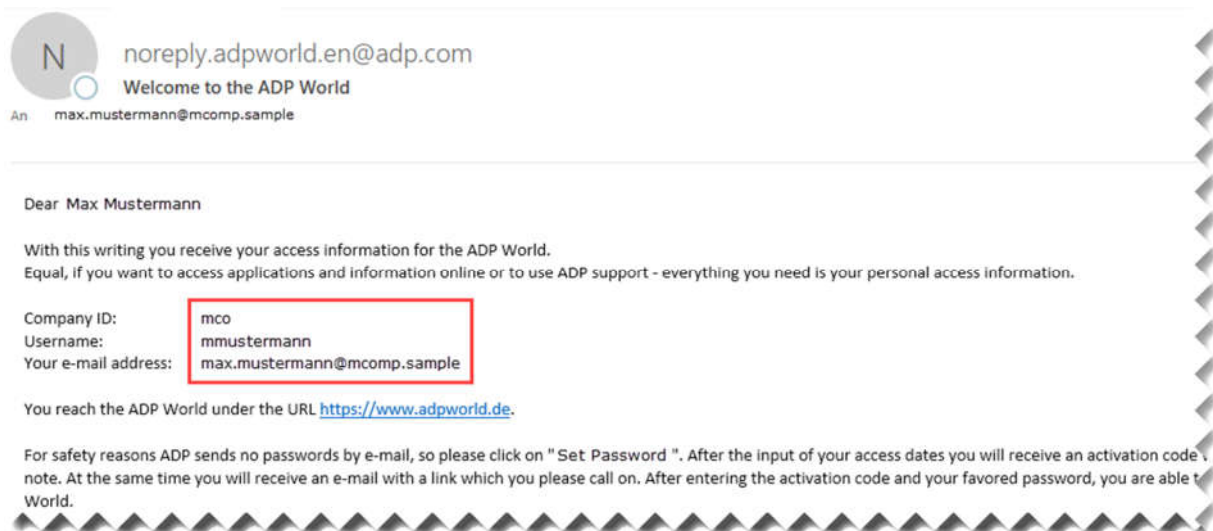 N
noreply.adpworld.en@adp.com
Welcome to the ADP World
An max.mustermann@mcomp.sample
Dear Max Mustermann
With this writing you receive your access information for the ADP World.
Equal, if you want to access applications and information online or to use ADP support - everything you need is your personal access information.
Company ID: mco
Username: mmustermann
Your e-mail address: max.mustermann@mcomp.sample
You reach the ADP World under the URL https://www.adpworld.de.
For safety reasons ADP sends no passwords by e-mail, so please click on "Set Password ". After the input of your access dates you will receive an activation code
note. At the same time you will receive an e-mail with a link which you please call on. After entering the activation code and your favored password, you are able
World.